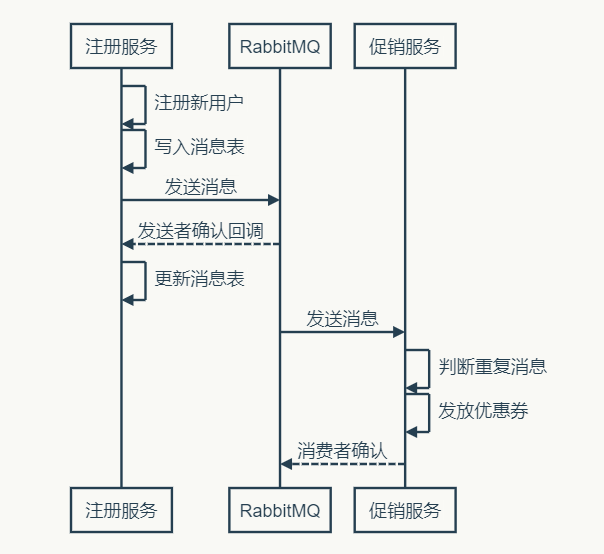 注册服务
RabbitMQ
促销服务
注册新用户
写入消息表
发送消息
发送者确认回调
更新消息表
发送消息
判断重复消息
发放优惠券
消费者确认
注册服务
RabbitMQ
促销服务